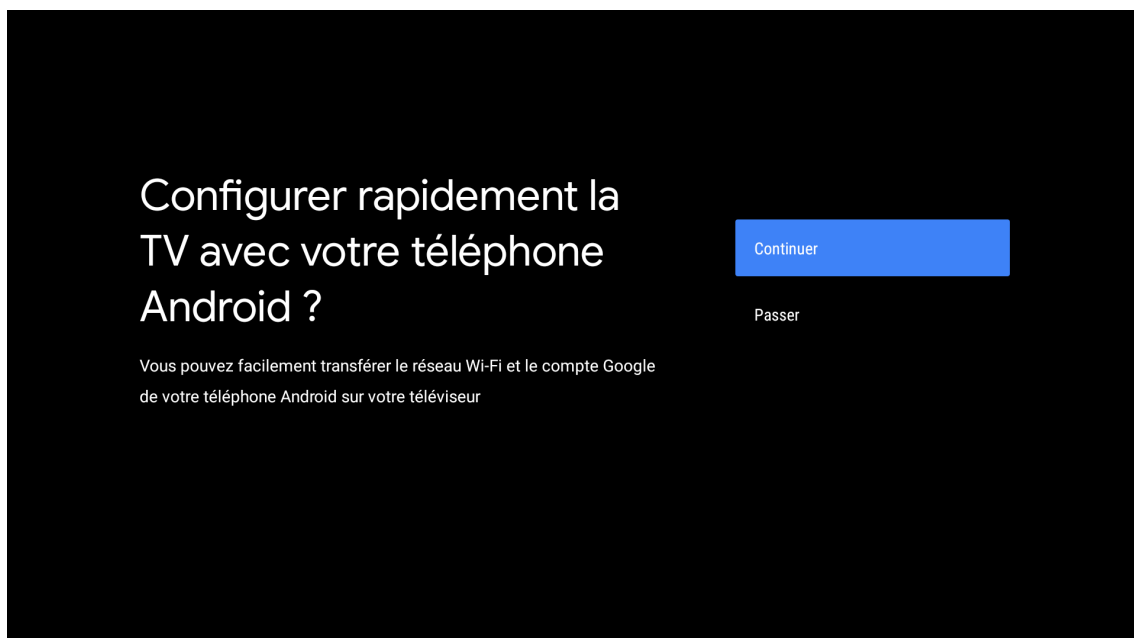 Configurer rapidement la
TV avec votre téléphone
Android ?
Vous pouvez facilement transférer le réseau Wi-Fi et le compte Google
de votre téléphone Android sur votre téléviseur
Continuer
Passer